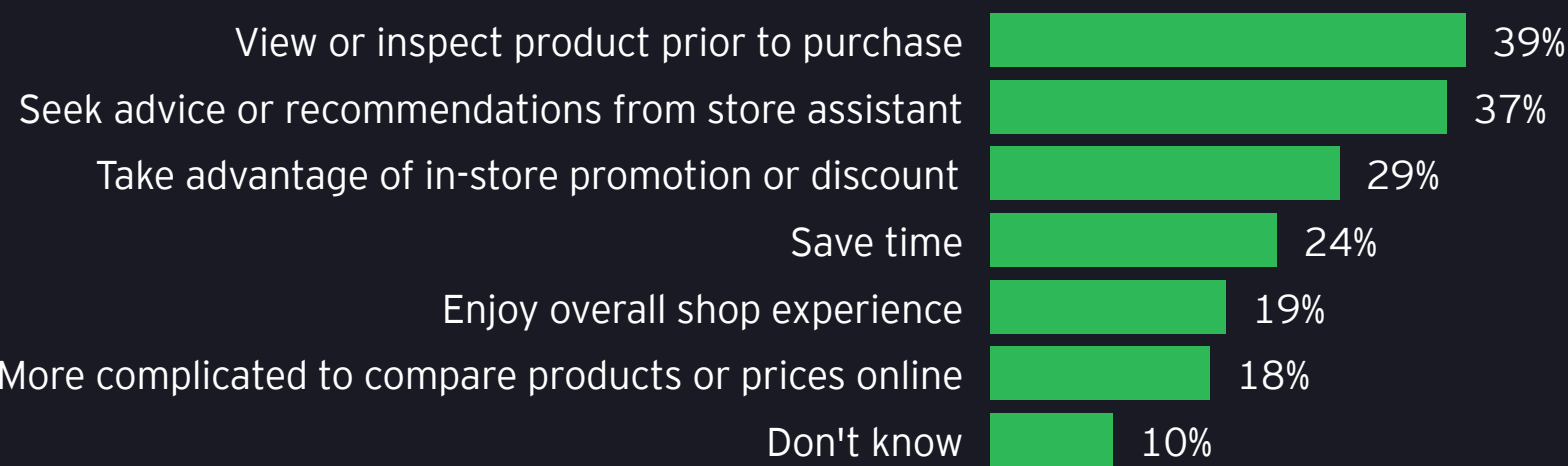 View or inspect product prior to purchase 39%
Seek advice or recommendations from store assistant 37%
Take advantage of in-store promotion or discount 29%
Save time 24%
Enjoy overall shop experience 19%
More complicated to compare products or prices online 18%
Don't know 10%